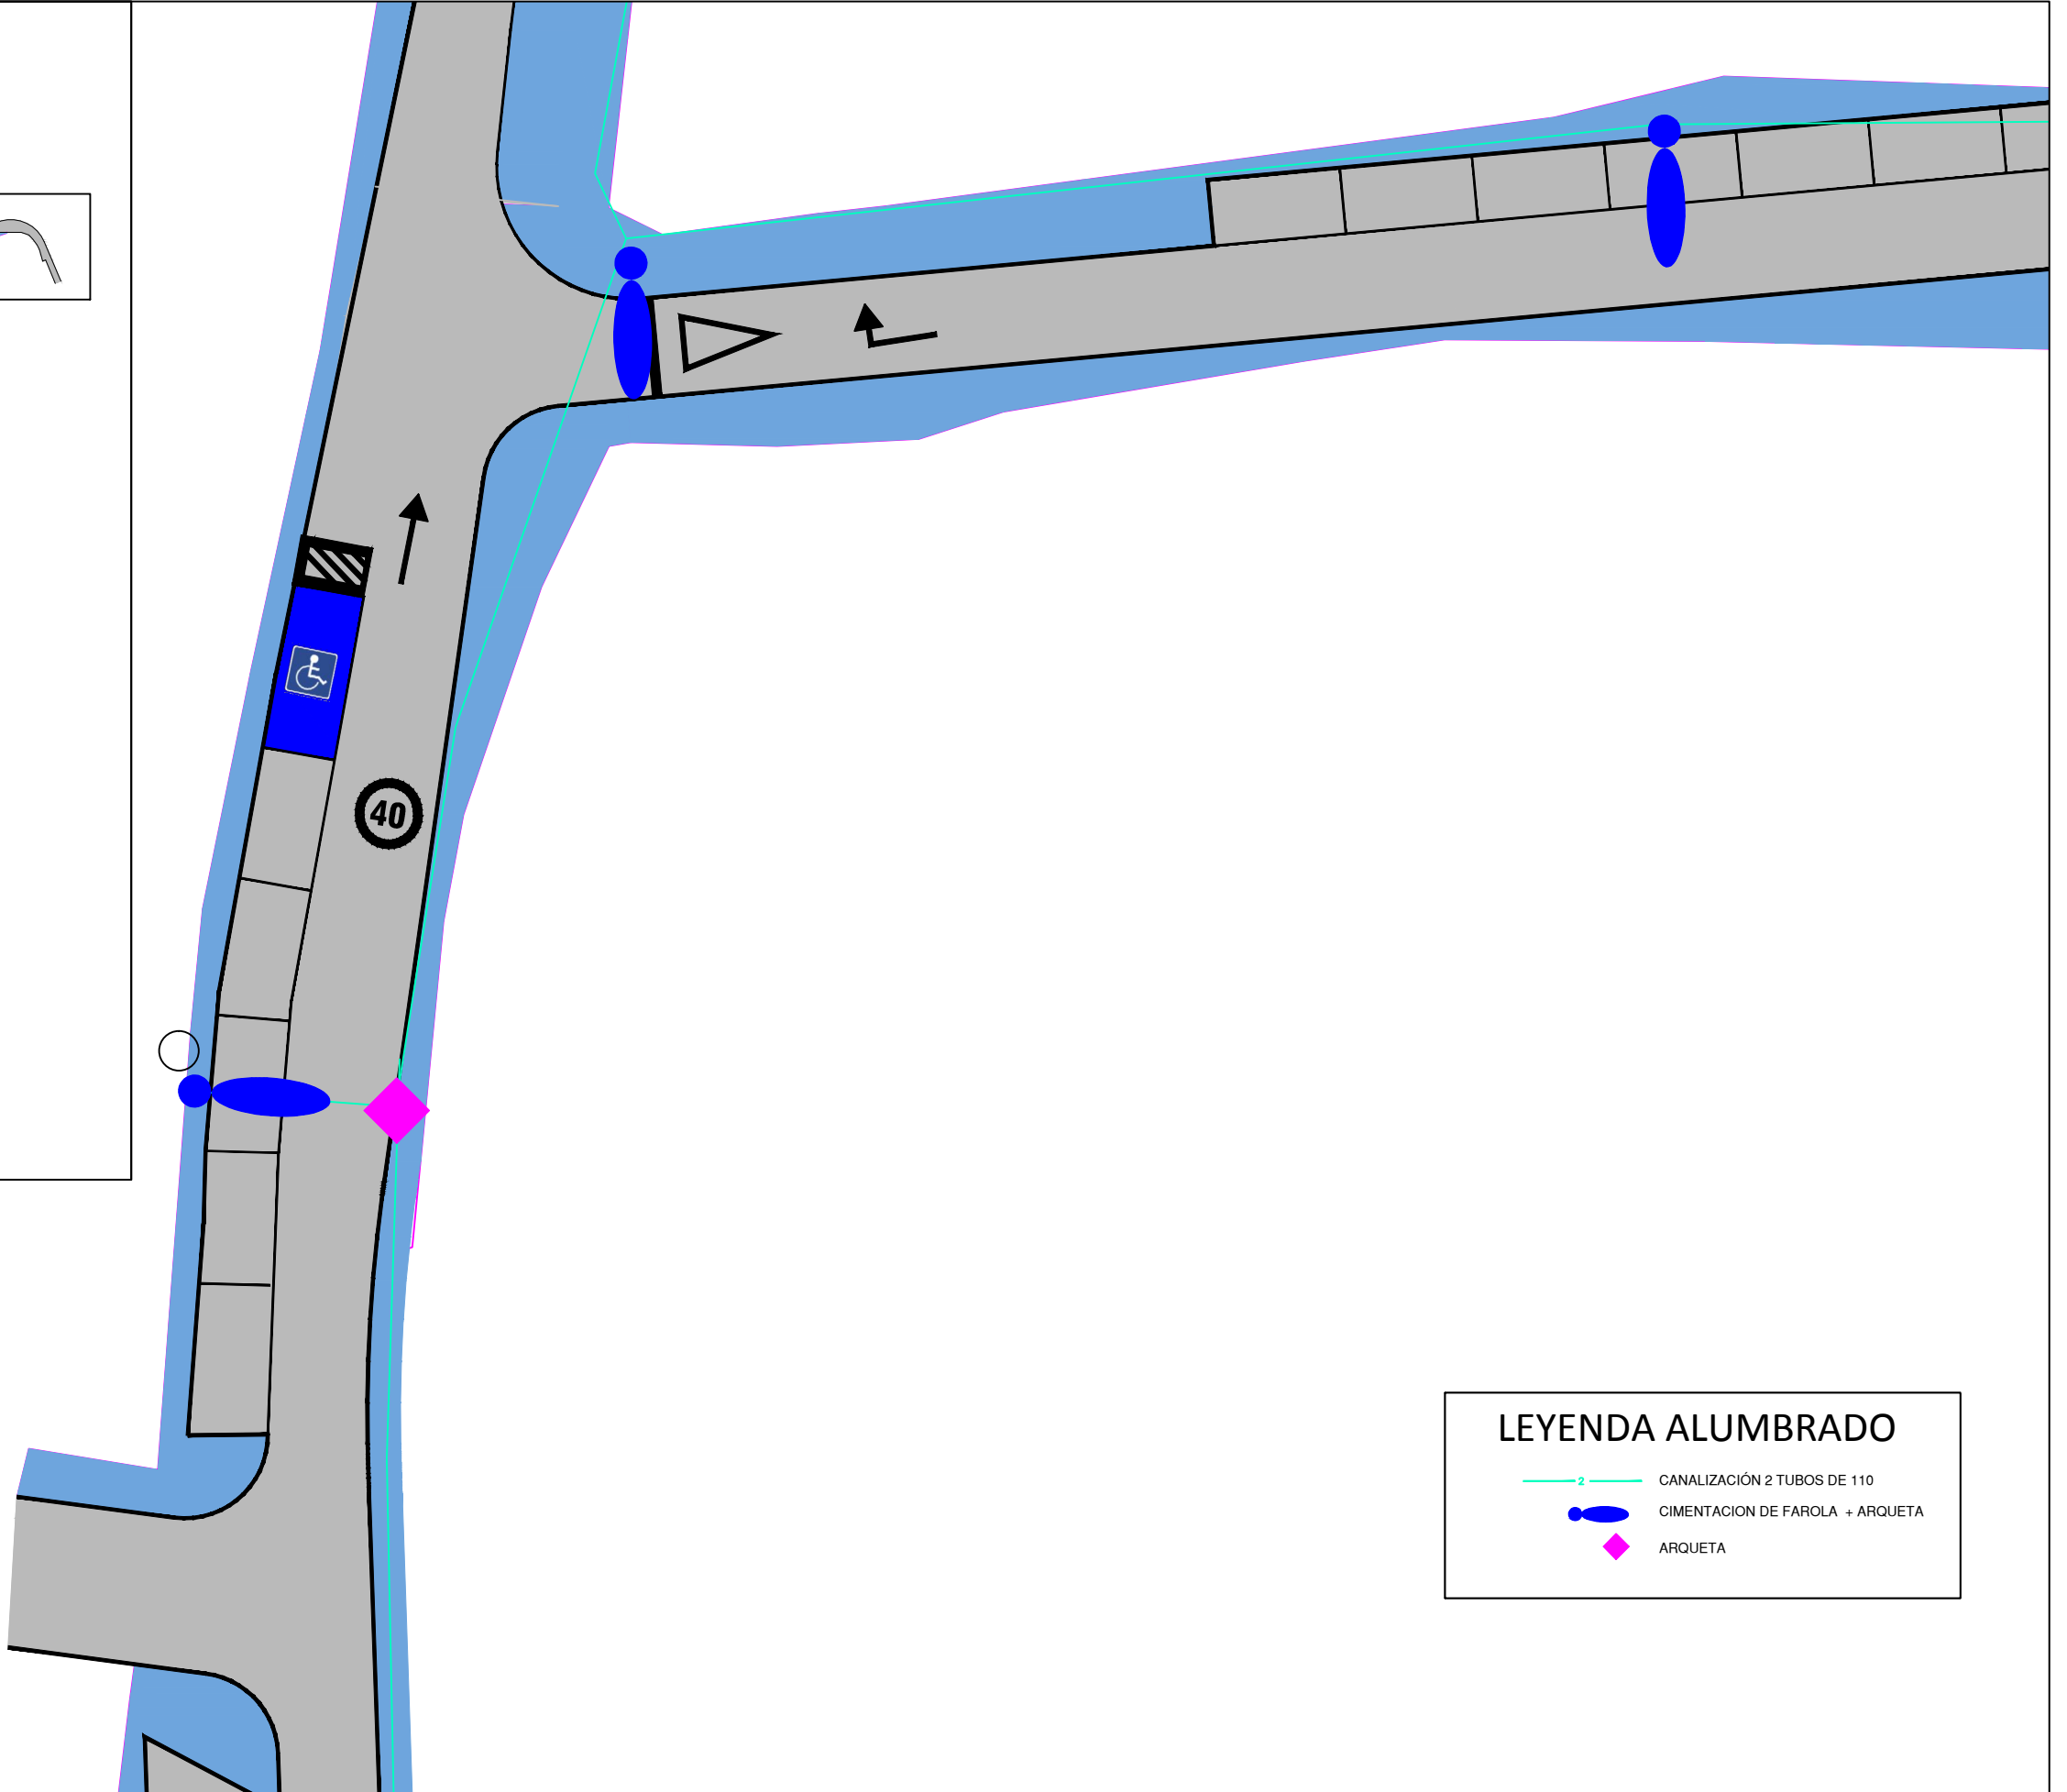 40
LEYENDA ALUMBRADO
2 CANALIZACIÓN 2 TUBOS DE 110
CIMENTACION DE FAROLA + ARQUETA
ARQUETA